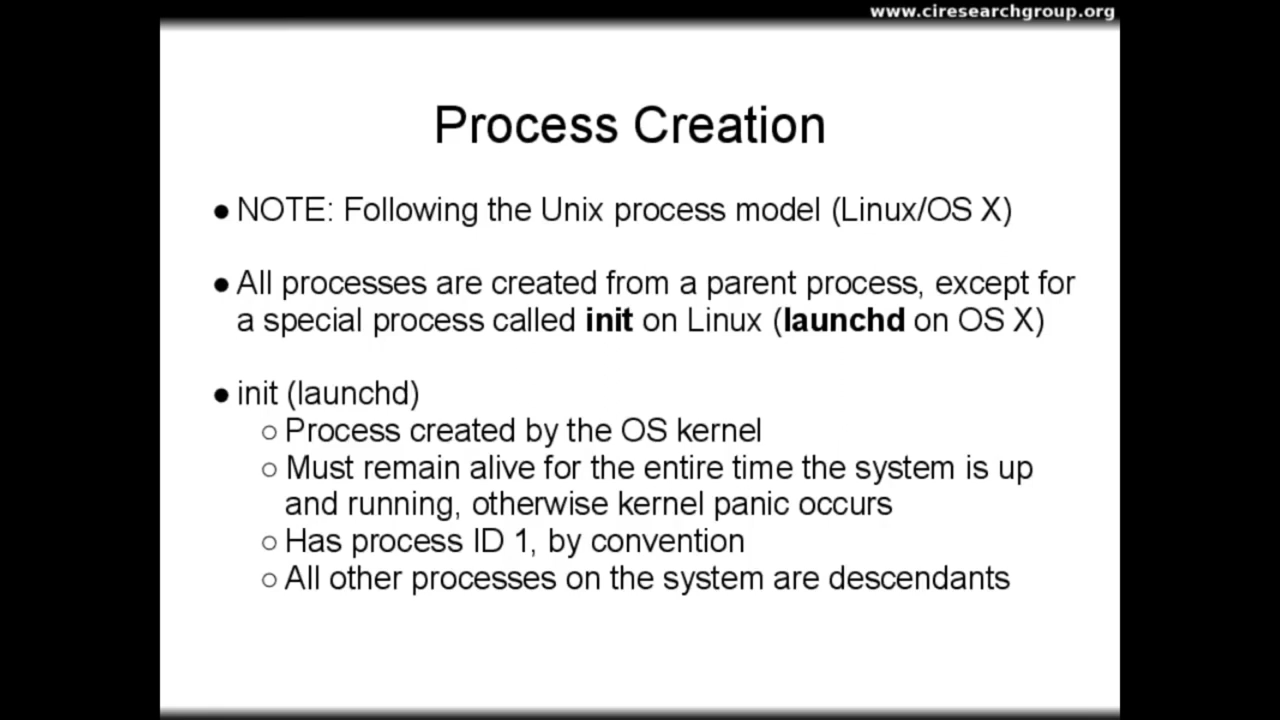 www.ciresearchgroup.org
Process Creation
● NOTE: Following the Unix process model (Linux/OS X)
● All processes are created from a parent process, except for
a special process called init on Linux (launchd on OS X)
● init (launchd)
○ Process created by the OS kernel
○ Must remain alive for the entire time the system is up
and running, otherwise kernel panic occurs
○ Has process ID 1, by convention
○ All other processes on the system are descendants